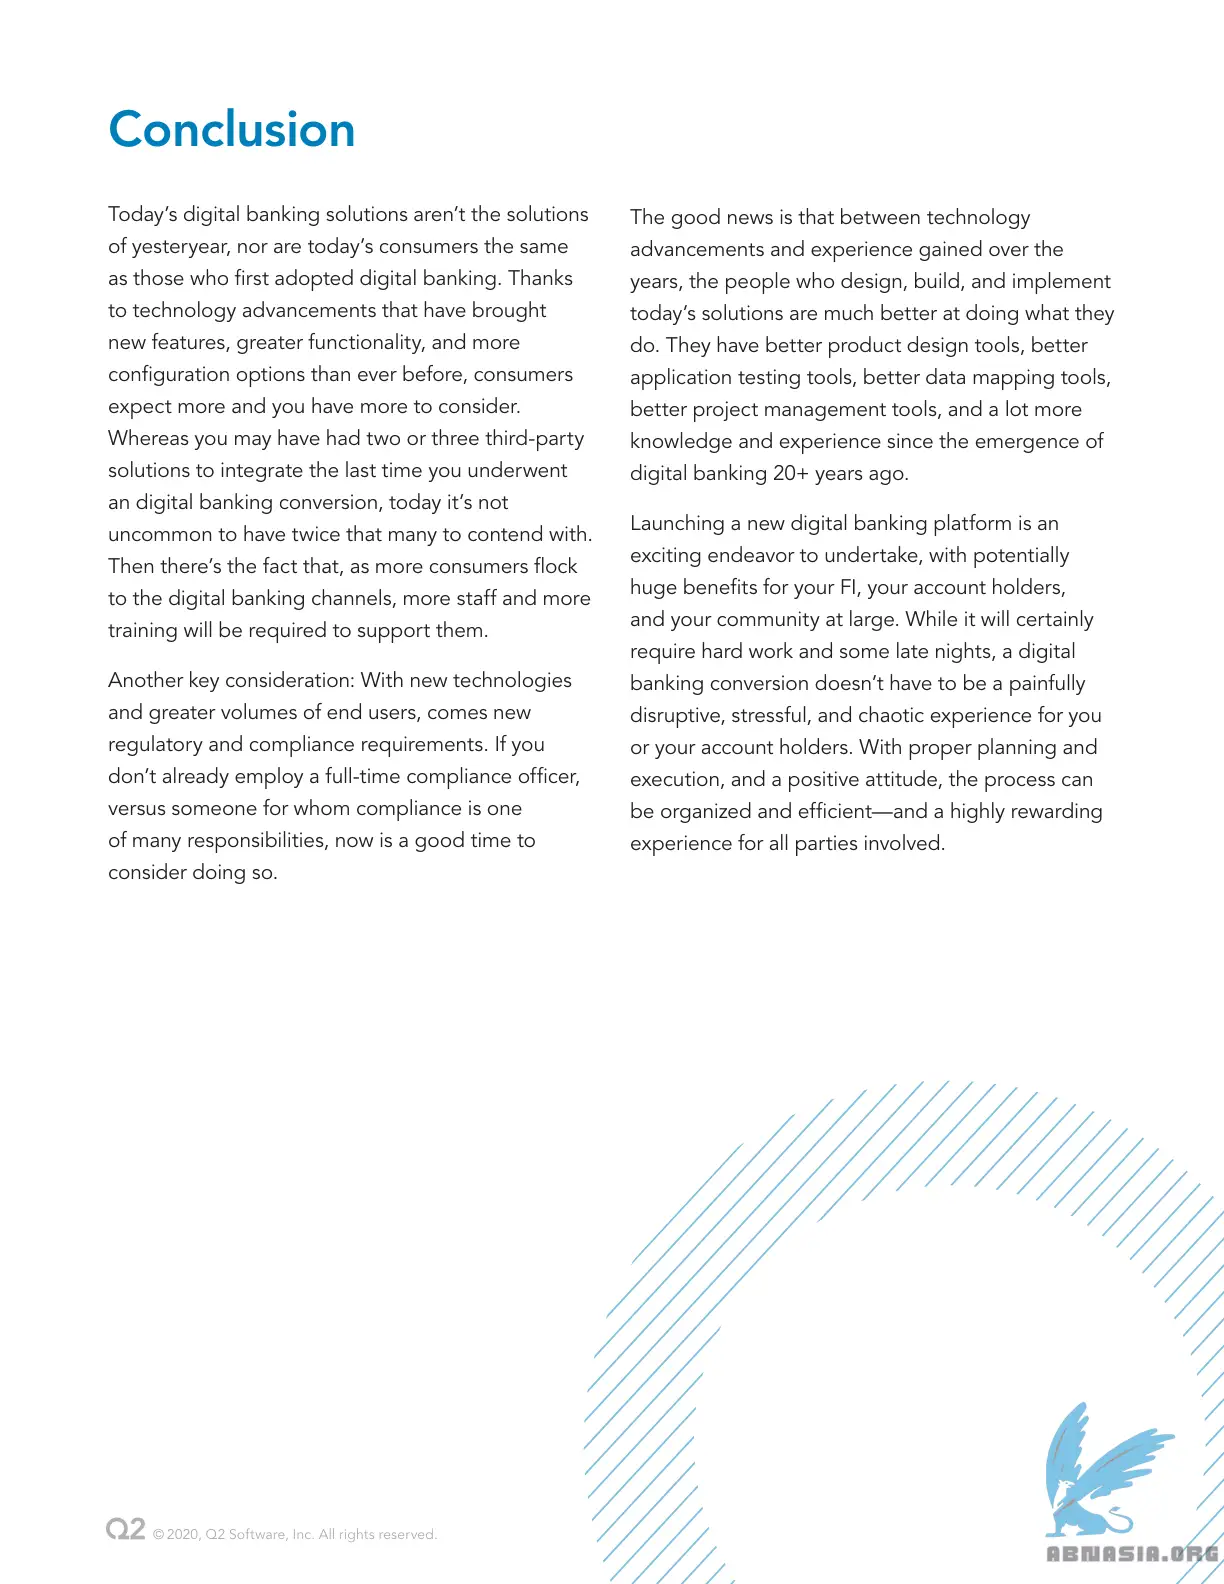 Conclusion
Today’s digital banking solutions aren’t the solutions
of yesteryear, nor are today’s consumers the same
as those who first adopted digital banking. Thanks
to technology advancements that have brought
new features, greater functionality, and more
configuration options than ever before, consumers
expect more and you have more to consider.
Whereas you may have had two or three third-party
solutions to integrate the last time you underwent
an digital banking conversion, today it’s not
uncommon to have twice that many to contend with.
Then there’s the fact that, as more consumers flock
to the digital banking channels, more staff and more
training will be required to support them.
Another key consideration: With new technologies
and greater volumes of end users, comes new
regulatory and compliance requirements. If you
don’t already employ a full-time compliance officer,
versus someone for whom compliance is one
of many responsibilities, now is a good time to
consider doing so.
The good news is that between technology
advancements and experience gained over the
years, the people who design, build, and implement
today’s solutions are much better at doing what they
do. They have better product design tools, better
application testing tools, better data mapping tools,
better project management tools, and a lot more
knowledge and experience since the emergence of
digital banking 20+ years ago.
Launching a new digital banking platform is an
exciting endeavor to undertake, with potentially
huge benefits for your FI, your account holders,
and your community at large. While it will certainly
require hard work and some late nights, a digital
banking conversion doesn’t have to be a painfully
disruptive, stressful, and chaotic experience for you
or your account holders. With proper planning and
execution, and a positive attitude, the process can
be organized and efficient—and a highly rewarding
experience for all parties involved.
Q2 © 2020, Q2 Software, Inc. All rights reserved.
ABNASIA.ORG